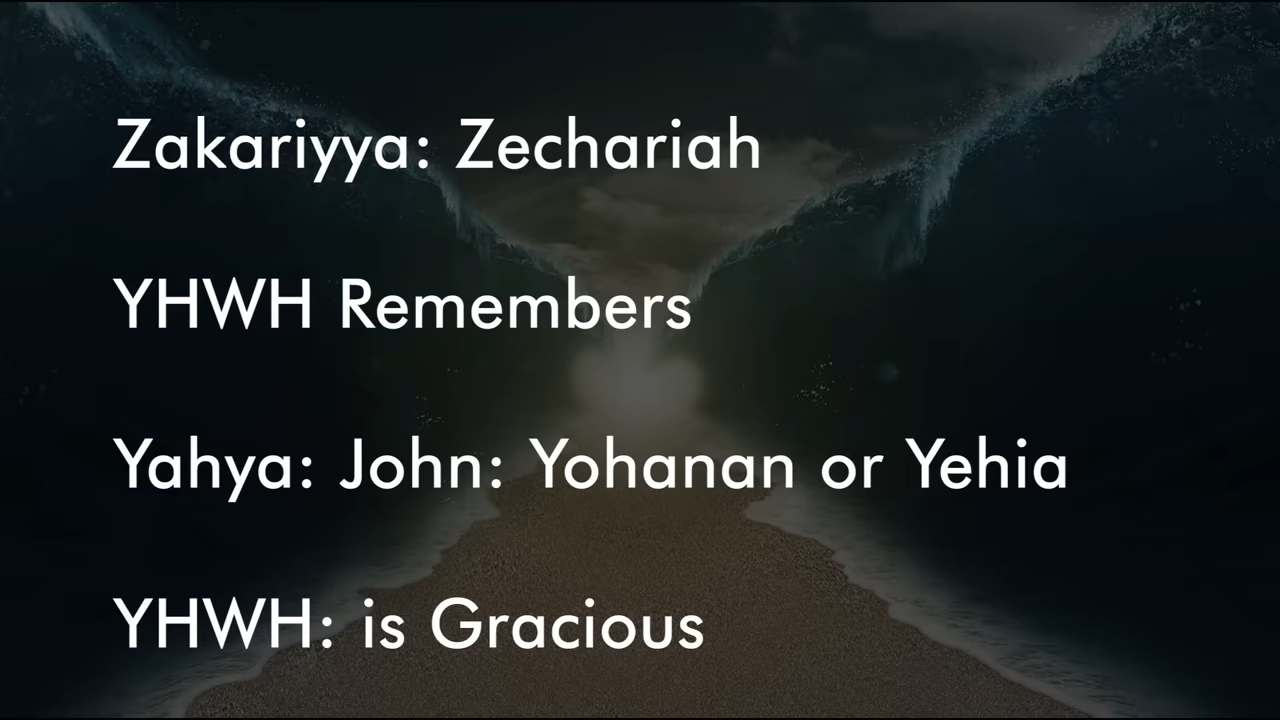 Zakariyya: Zechariah
YHWH Remembers
Yahya: John: Yohanan or Yehia
YHWH: is Gracious